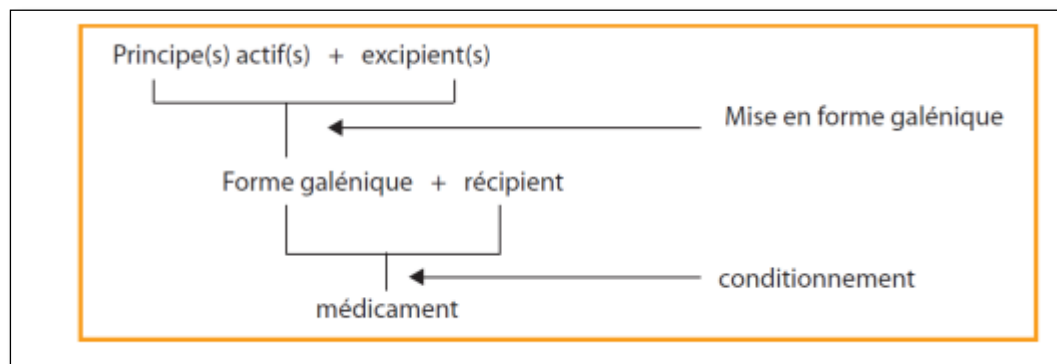 Principe(s) actif(s) + excipient(s)
Mise en forme galénique
Forme galénique + récipient
conditionnement
médicament